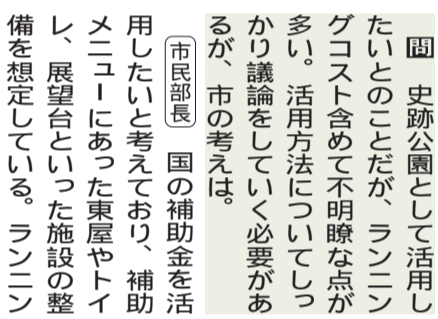 問　史跡公園として活用し
たいとのことだが、ランニン
グコスト含めて不明瞭な点が
多い。活用方法についてしっ
かり議論をしていく必要があ
るが、市の考えは。
市民部長　国の補助金を活
用したいと考えており、補助
メニューにあった東屋やトイ
レ、展望台といった施設の整
備を想定している。ランニン